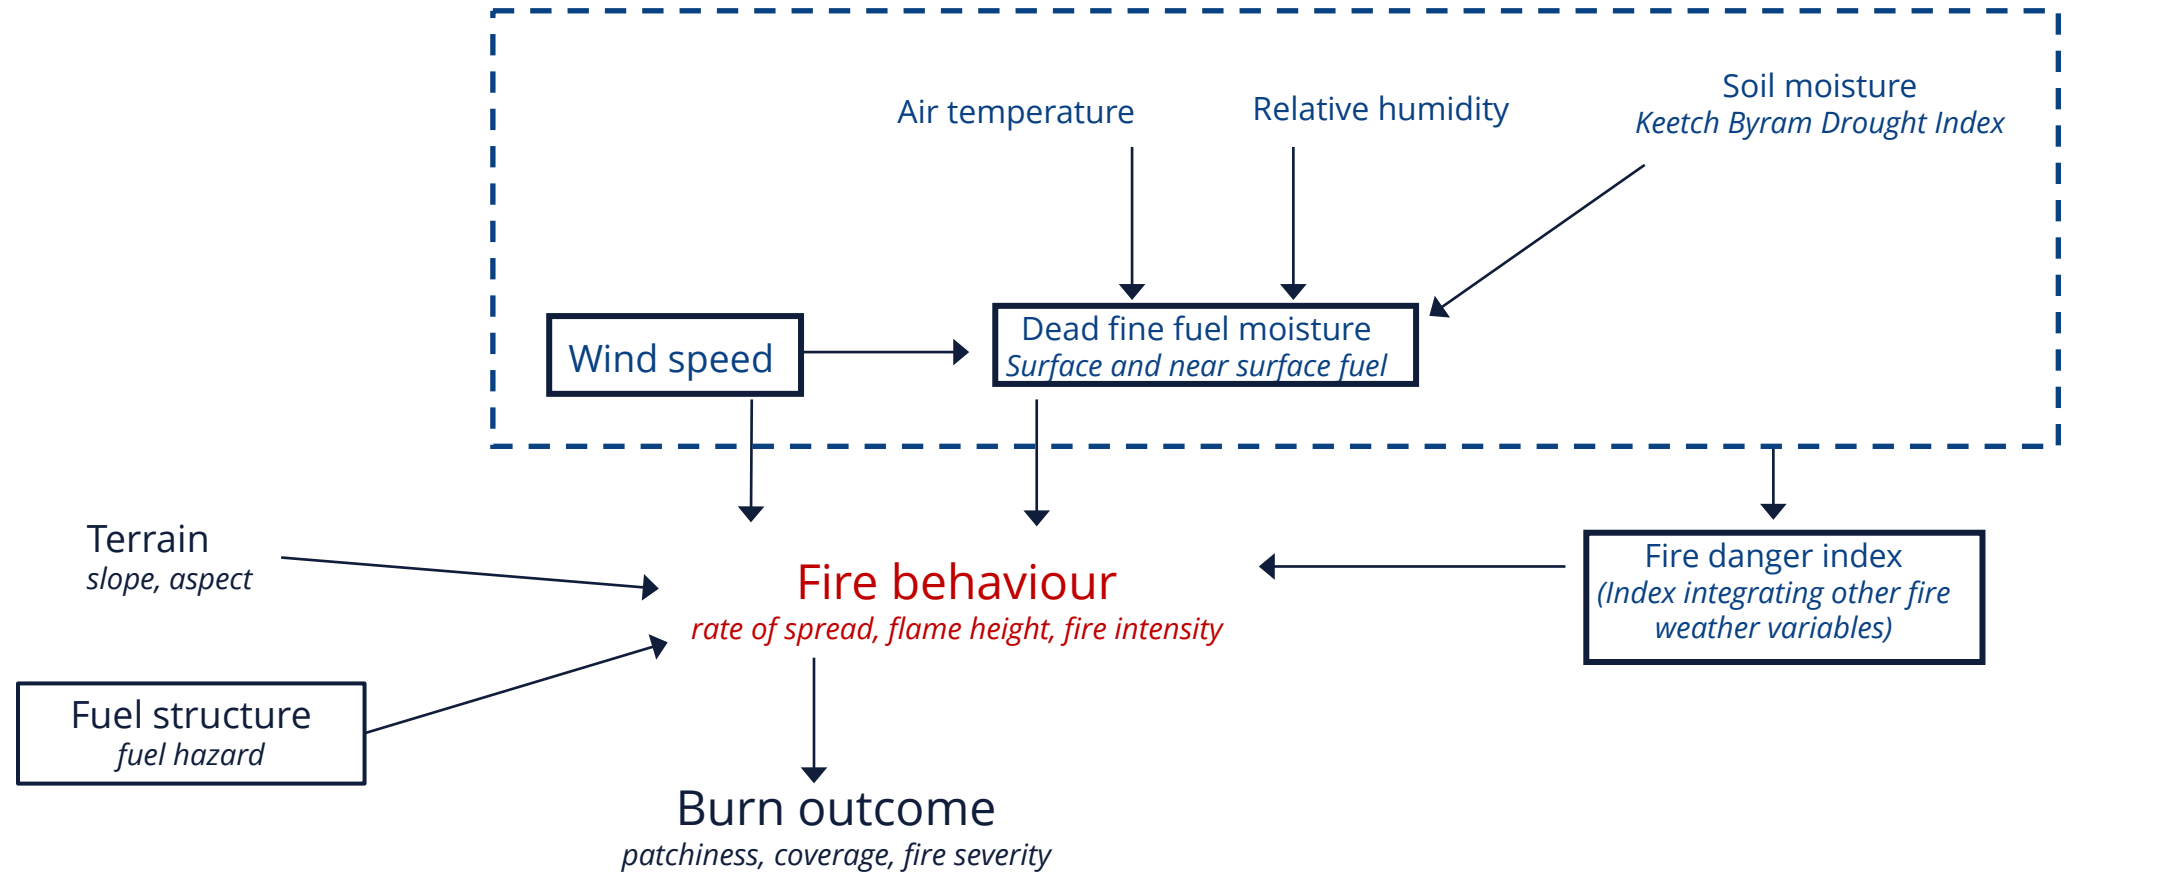 Air temperature
Relative humidity
Soil moisture
Keetch Byram Drought Index
Wind speed
Dead fine fuel moisture
Surface and near surface fuel
Terrain
slope, aspect
Fire behaviour
rate of spread, flame height, fire intensity
Fire danger index
(Index integrating other fire
weather variables)
Fuel structure
fuel hazard
Burn outcome
patchiness, coverage, fire severity